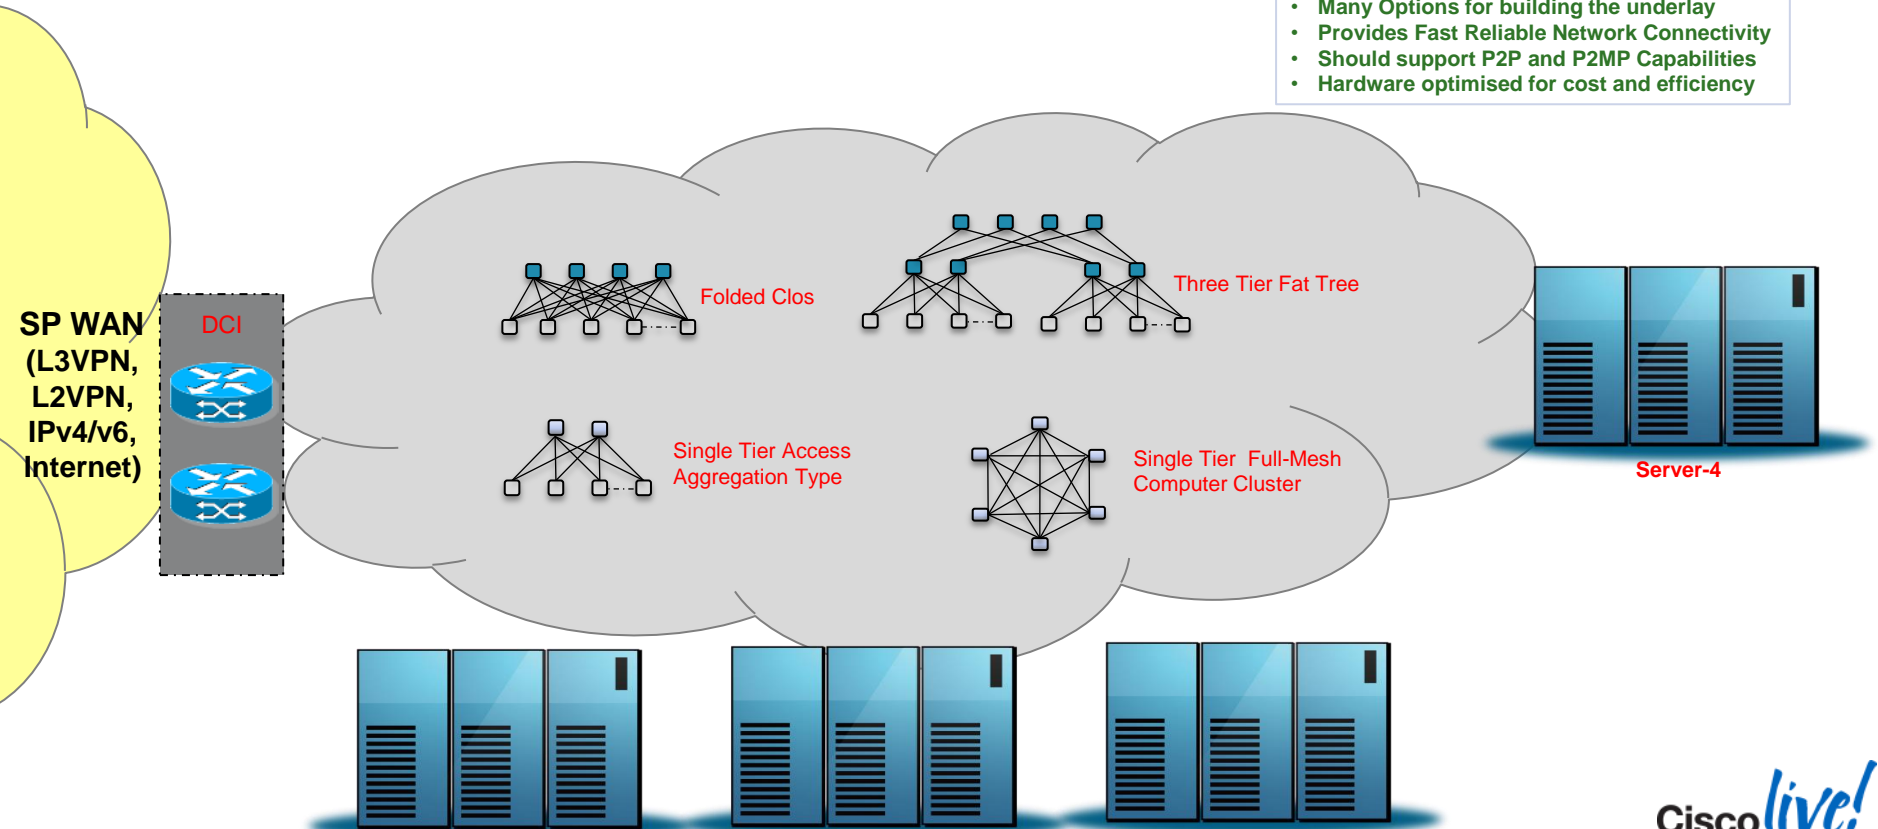 • Many Options for building the underlay
• Provides Fast Reliable Network Connectivity
• Should support P2P and P2MP Capabilities
• Hardware optimised for cost and efficiency
Folded Clos
Three Tier Fat Tree
SP WAN
(L3VPN,
L2VPN,
IPv4/v6,
Internet)
DCI
Single Tier Access
Aggregation Type
Single Tier Full-Mesh
Computer Cluster
Server-4
Cisco live!